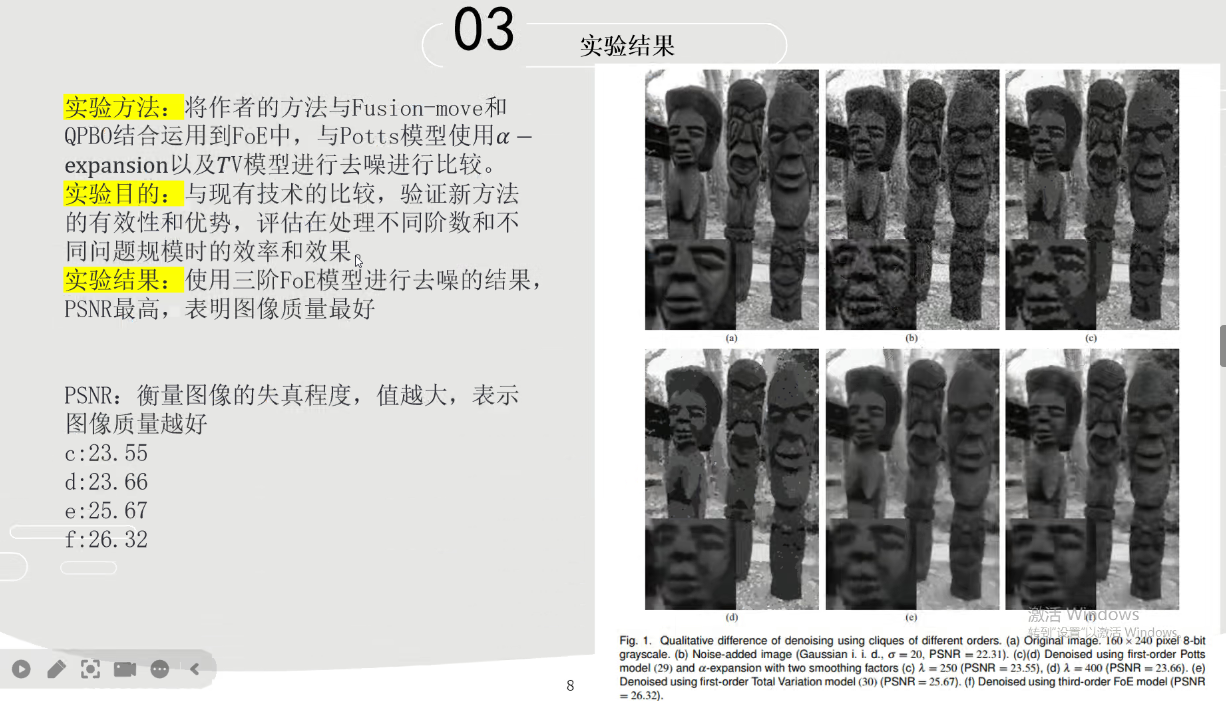 03
实验结果
实验方法：将作者的方法与Fusion-move和
QPBO结合运用到FoE中，与Potts模型使用α −
expansion以及TV模型进行去噪进行比较。
实验目的：与现有技术的比较，验证新方法
的有效性和优势，评估在处理不同阶数和不
同问题规模时的效率和效果。
实验结果：使用三阶FoE模型进行去噪的结果，
PSNR最高，表明图像质量最好
PSNR：衡量图像的失真程度，值越大，表示
图像质量越好
c:23.55
d:23.66
e:25.67
f:26.32
(a)
(b)
(c)
(d)
(e)
(f)
激活 Windows
转到“设置”以激活 Windows。
Fig. 1. Qualitative difference of denoising using cliques of different orders. (a) Original image. 160 × 240 pixel 8-bit
grayscale. (b) Noise-added image (Gaussian i. i. d., σ = 20, PSNR = 22.31). (c)(d) Denoised using first-order Potts
model (29) and α-expansion with two smoothing factors (c) λ = 250 (PSNR = 23.55), (d) λ = 400 (PSNR = 23.66). (e)
Denoised using first-order Total Variation model (30) (PSNR = 25.67). (f) Denoised using third-order FoE model (PSNR
= 26.32).
8